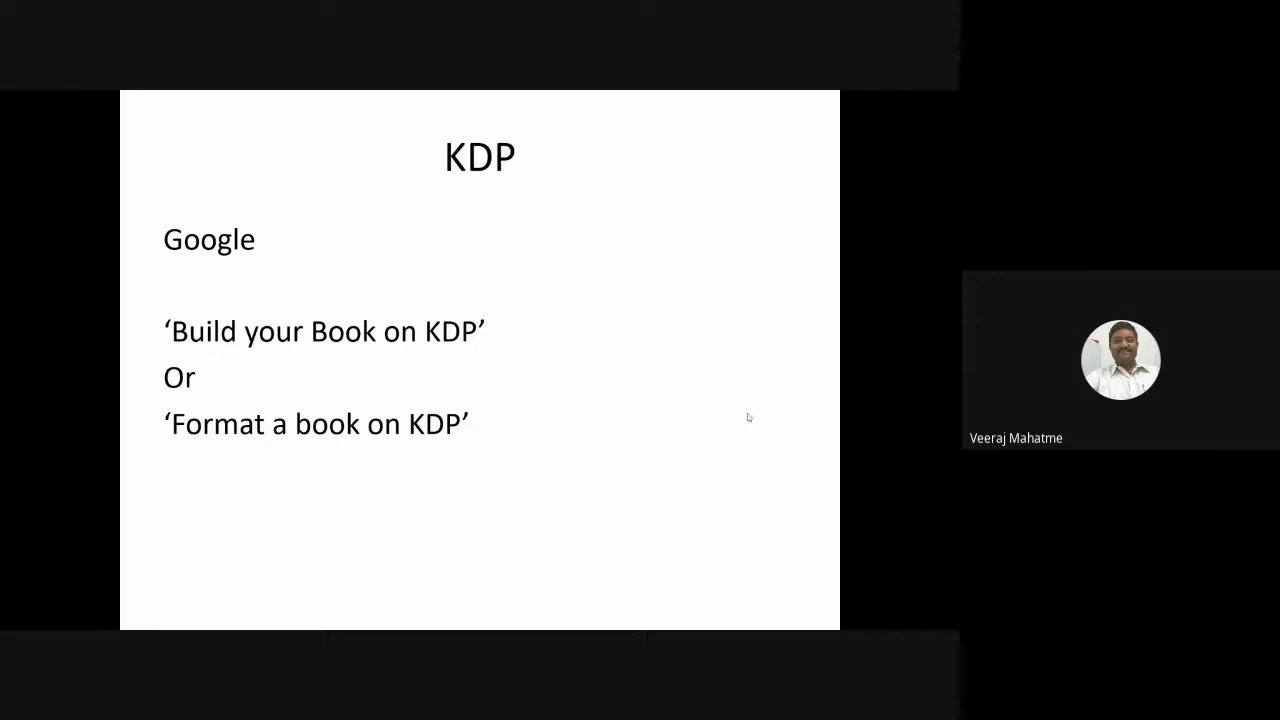 KDP
Google
‘Build your Book on KDP’
Or
‘Format a book on KDP’
Veeraj Mahatme